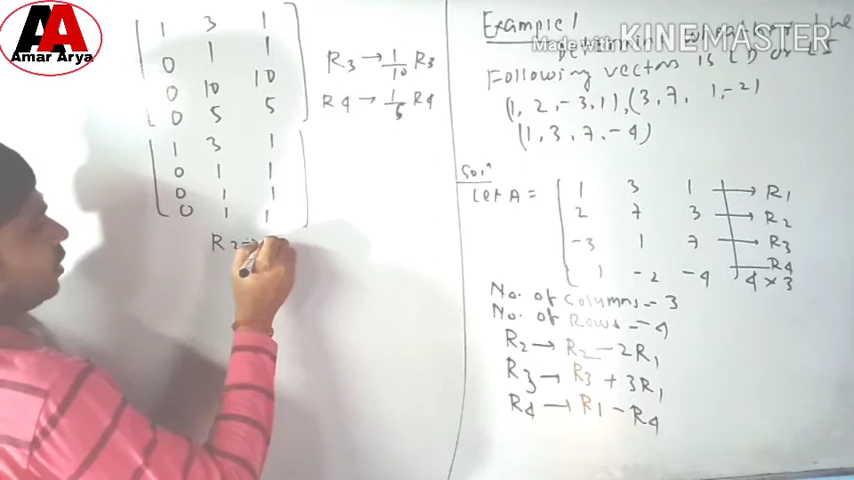 AA
Amar Arya
Made with KINEMASTER
1 3 1
0 1 1
0 10 10
0 5 5
R3 → 1/10 R3
R4 → 1/5 R4
1 3 1
0 1 1
0 1 1
0 1 1
R2 →
Example 1
the
Following vectors is LD or LI
(1, 2, -3, 1), (3, 7, 1, -2)
(1, 3, 7, -4)
Solⁿ
Let A =
1 3 1 → R1
2 7 3 → R2
-3 1 7 → R3
1 -2 -4 R4
4 × 3
No. of Columns = 3
No. of Rows = 4
R2 → R2 - 2R1
R3 → R3 + 3R1
R4 → R1 - R4